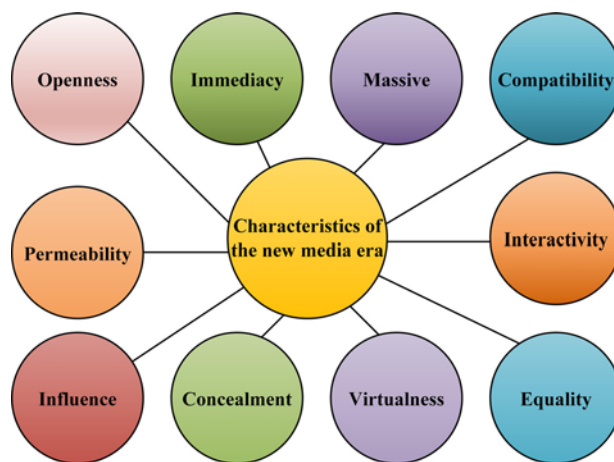 Openness
Immediacy
Massive
Compatibility
Characteristics of
the new media era
Permeability
Interactivity
Influence
Concealment
Virtualness
Equality